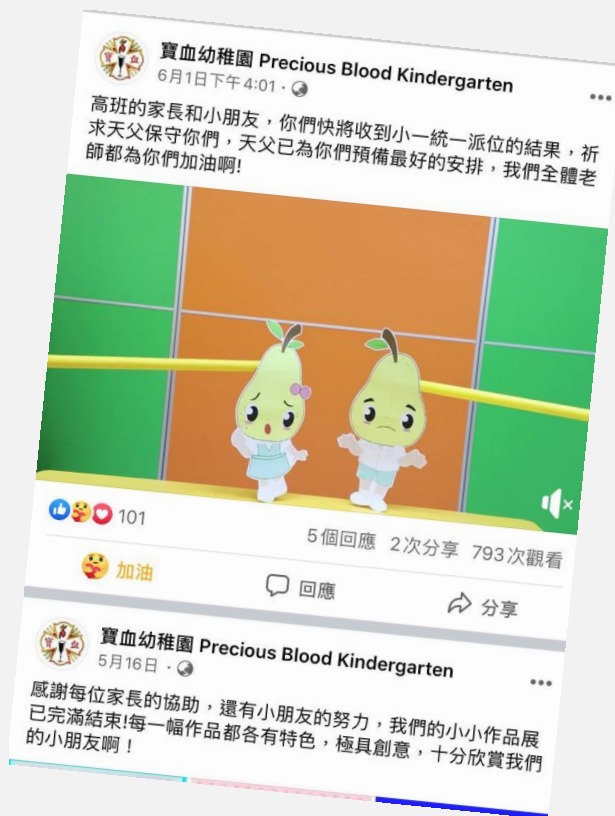 寶血幼稚園 Precious Blood Kindergarten
6月1日下午4:01 ·
高班的家長和小朋友，你們快將收到小一統一派位的結果，祈
求天父保守你們，天父已為你們預備最好的安排，我們全體老
師都為你們加油啊!
101
5個回應 2次分享 793次觀看
加油
回應
分享
寶血幼稚園 Precious Blood Kindergarten
5月16日 ·
感謝每位家長的協助，還有小朋友的努力，我們的小小作品展
已完滿結束!每一幅作品都各有特色，極具創意，十分欣賞我們
的小朋友啊！